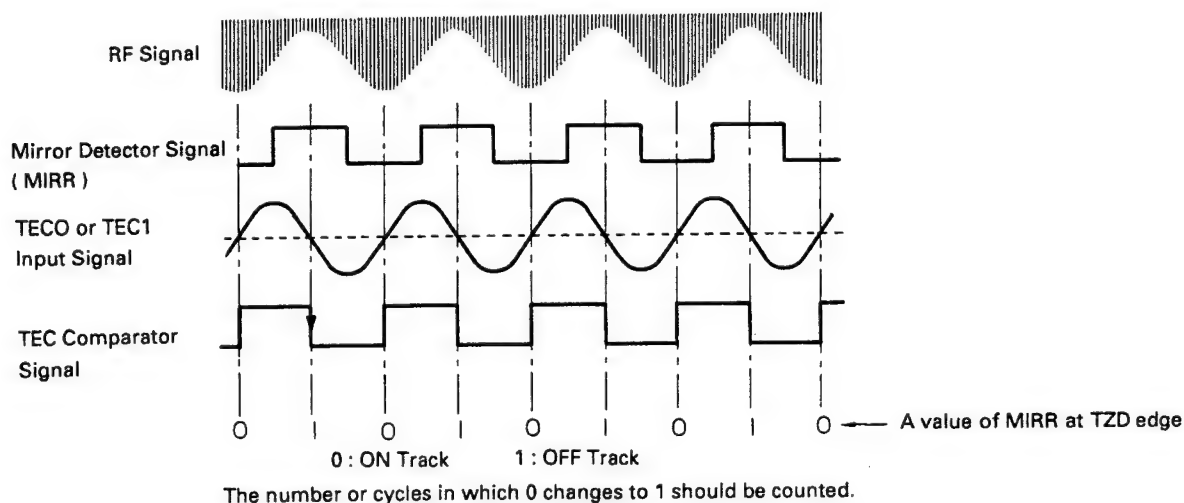 RF Signal
Mirror Detector Signal
( MIRR )
TECO or TEC1
Input Signal
TEC Comparator
Signal
0 1 0 1 0 1 0 1 0 A value of MIRR at TZD edge
0 : ON Track 1 : OFF Track
The number or cycles in which 0 changes to 1 should be counted.